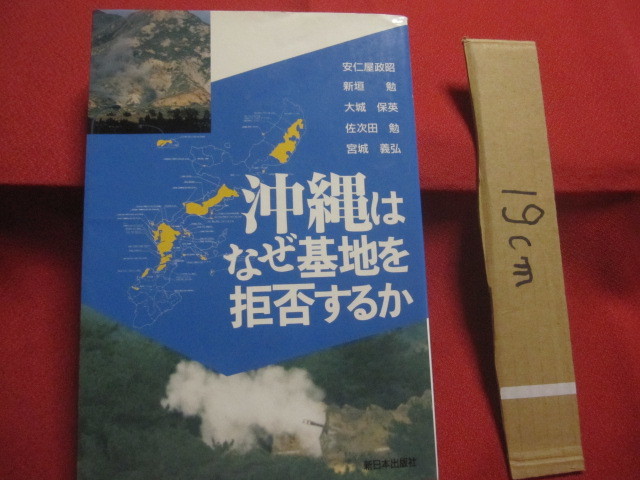 安仁屋政昭
新垣 勉
大城 保英
佐次田 勉
宮城 義弘
沖縄は
なぜ基地を
拒否するか
新日本出版社
19cm